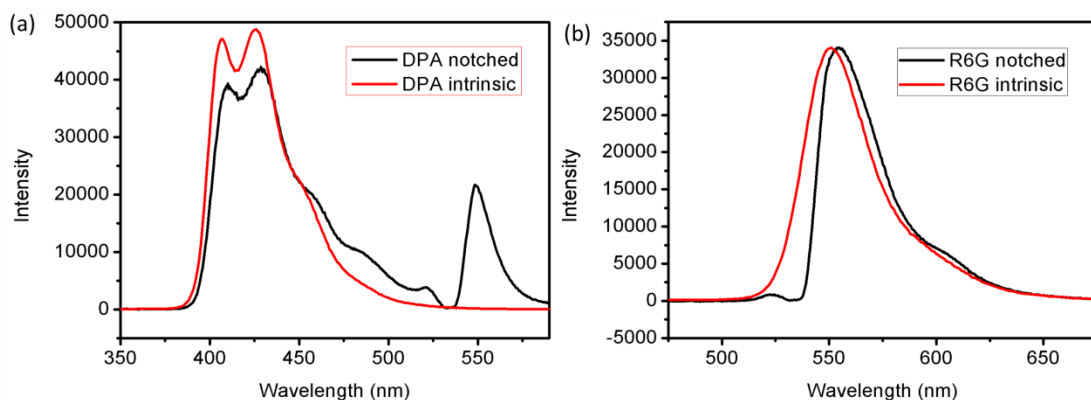 (a)
50000
40000
30000
20000
10000
0
Intensity
DPA notched
DPA intrinsic
350 400 450 500 550
Wavelength (nm)
(b)
35000
30000
25000
20000
15000
10000
5000
0
-5000
Intensity
R6G notched
R6G intrinsic
500 550 600 650
Wavelength (nm)